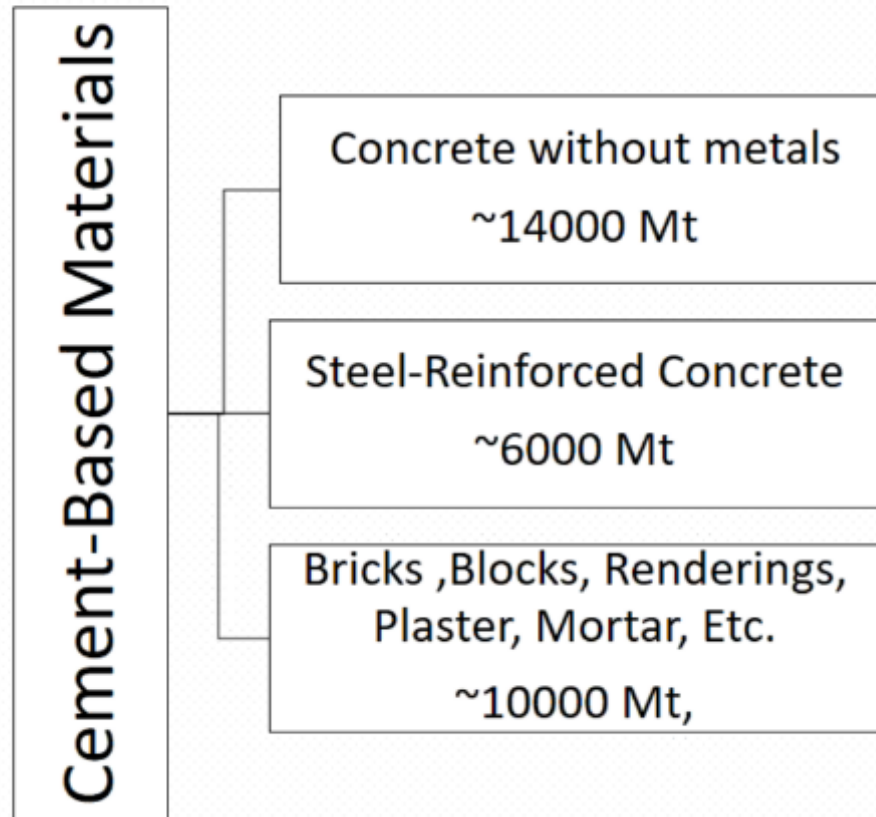 Cement-Based Materials
Concrete without metals
~14000 Mt
Steel-Reinforced Concrete
~6000 Mt
Bricks ,Blocks, Renderings,
Plaster, Mortar, Etc.
~10000 Mt,